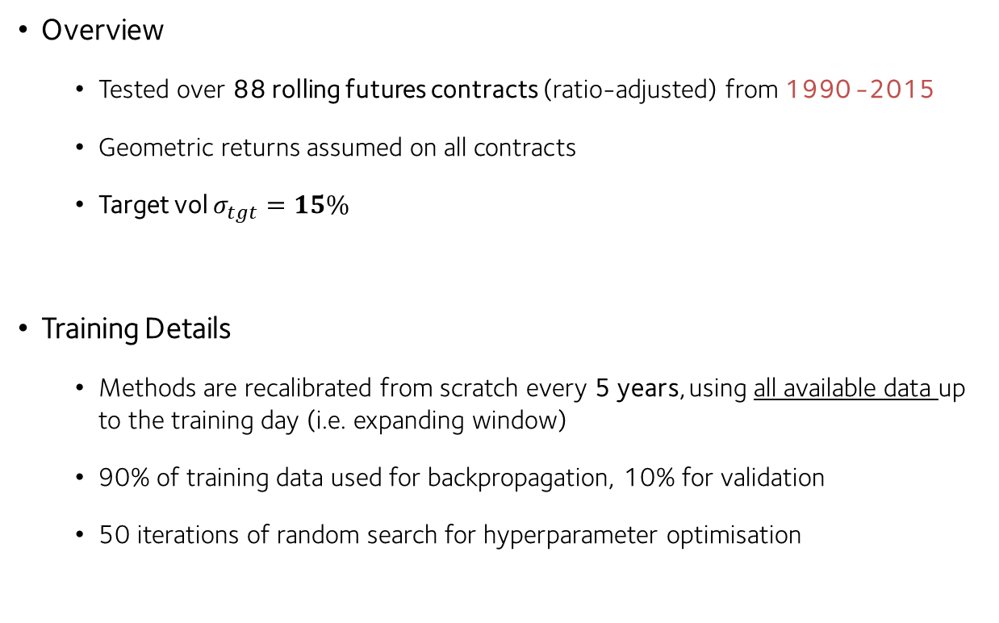 • Overview
• Tested over 88 rolling futures contracts (ratio-adjusted) from 1990-2015
• Geometric returns assumed on all contracts
• Target vol σ_tgt = 15%
• Training Details
• Methods are recalibrated from scratch every 5 years, using all available data up
to the training day (i.e. expanding window)
• 90% of training data used for backpropagation, 10% for validation
• 50 iterations of random search for hyperparameter optimisation